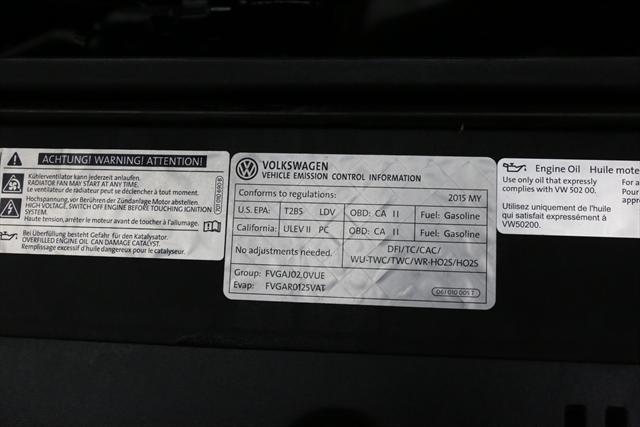 ACHTUNG! WARNING! ATTENTION!
Kühlerventilator kann jederzeit anlaufen.
RADIATOR FAN MAY START AT ANY TIME.
Le ventilateur de radiateur peut se déclencher à tout moment.
Hochspannung, vor Berühren der Zündanlage Motor abstellen.
HIGH VOLTAGE, SWITCH OFF ENGINE BEFORE TOUCHING IGNITION
SYSTEM.
Haute tension, arrêter le moteur avant de toucher à l'allumage.
Bei Überfüllung besteht Gefahr für den Katalysator.
OVERFILLED ENGINE OIL CAN DAMAGE CATALYST.
Remplissage excessif d'huile dangereux pour le catalyseur.
VOLKSWAGEN
VEHICLE EMISSION CONTROL INFORMATION
Conforms to regulations: 2015 MY
U.S. EPA: T2B5 LDV OBD: CA II Fuel: Gasoline
California: ULEV II PC OBD: CA II Fuel: Gasoline
No adjustments needed.
DFI/TC/CAC/
WU-TWC/TWC/WR-HO2S/HO2S
Group: FVGAJ02.0VUE
Evap: FVGAR0125VAT
06J 010 005 T
Engine Oil Huile mote
Use only oil that expressly
complies with VW 502 00.
Utilisez uniquement de l'huile
qui satisfait expressément à
VW50200.
For a
Pour
appro